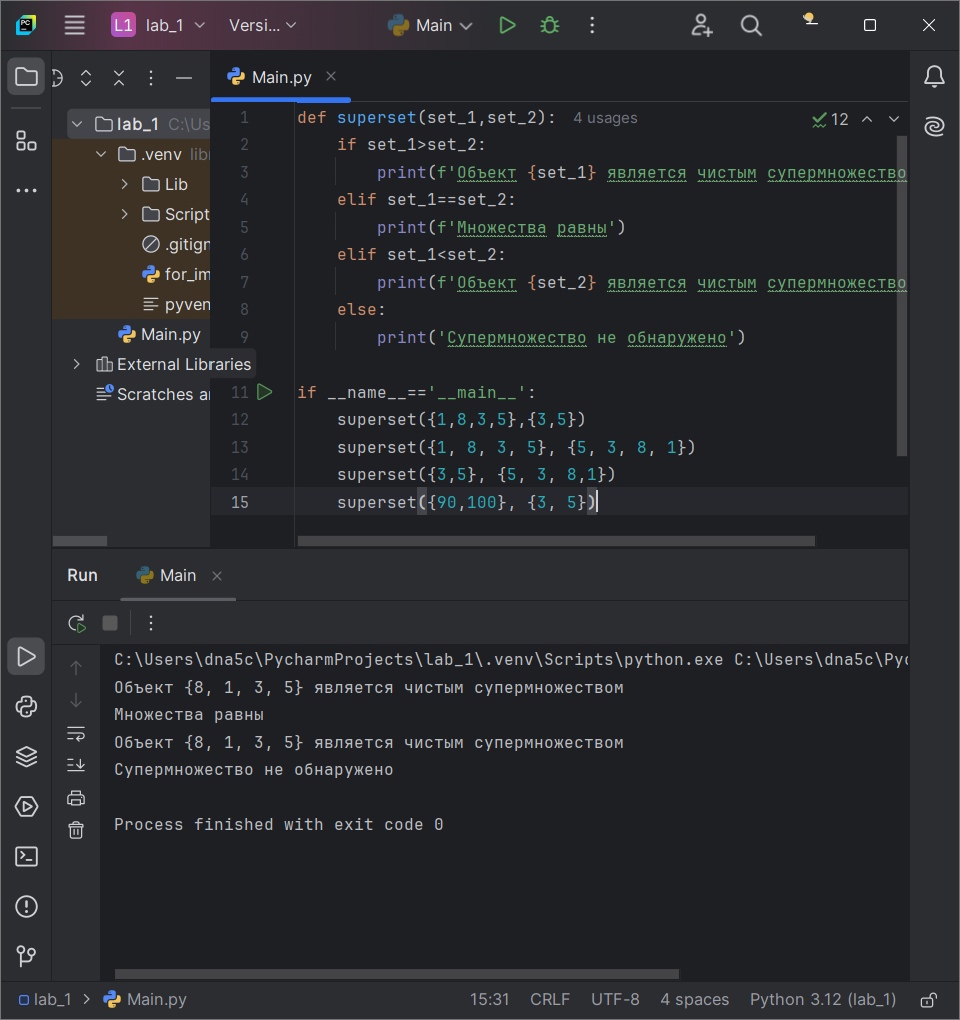 L1 lab_1 Versi... Main
Main.py
lab_1 C:\Us
.venv libr
Lib
Script
.gitign
for_im
pyven
Main.py
External Libraries
Scratches ar
12
1 def superset(set_1,set_2): 4 usages
2 if set_1>set_2:
3 print(f'Объект {set_1} является чистым супермножество
4 elif set_1==set_2:
5 print(f'Множества равны')
6 elif set_1<set_2:
7 print(f'Объект {set_2} является чистым супермножество
8 else:
9 print('Супермножество не обнаружено')
11 if __name__=='__main__':
12 superset({1,8,3,5},{3,5})
13 superset({1, 8, 3, 5}, {5, 3, 8, 1})
14 superset({3,5}, {5, 3, 8,1})
15 superset({90,100}, {3, 5})
Run Main
C:\Users\dna5c\PycharmProjects\lab_1\.venv\Scripts\python.exe C:\Users\dna5c\Pyc
Объект {8, 1, 3, 5} является чистым супермножеством
Множества равны
Объект {8, 1, 3, 5} является чистым супермножеством
Супермножество не обнаружено
Process finished with exit code 0
lab_1 Main.py 15:31 CRLF UTF-8 4 spaces Python 3.12 (lab_1)